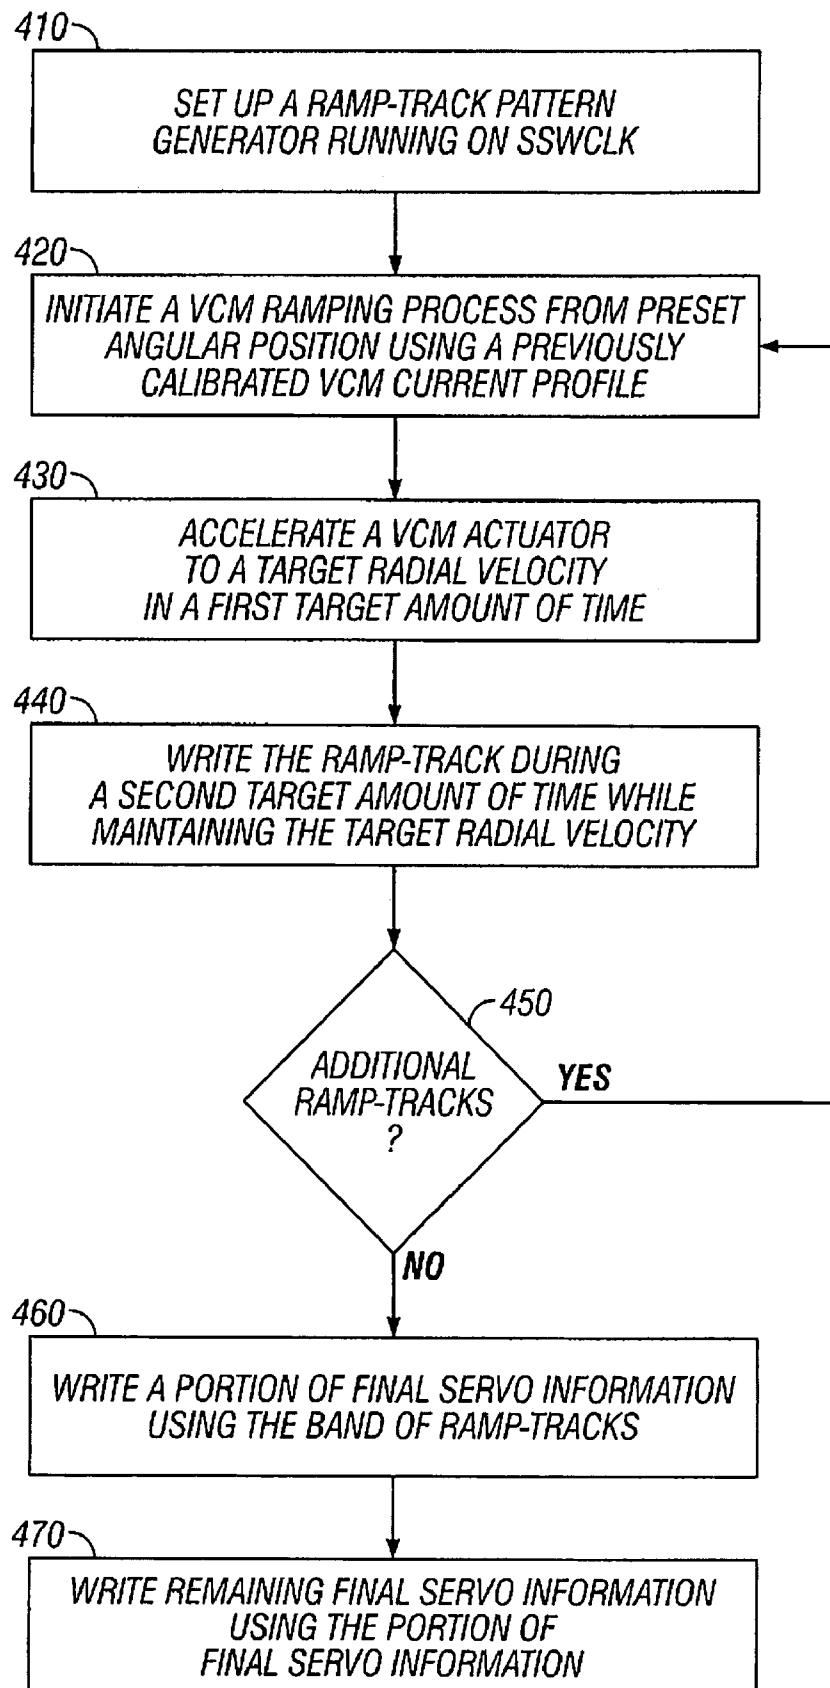 410
SET UP A RAMP-TRACK PATTERN
GENERATOR RUNNING ON SSWCLK
420
INITIATE A VCM RAMPING PROCESS FROM PRESET
ANGULAR POSITION USING A PREVIOUSLY
CALIBRATED VCM CURRENT PROFILE
430
ACCELERATE A VCM ACTUATOR
TO A TARGET RADIAL VELOCITY
IN A FIRST TARGET AMOUNT OF TIME
440
WRITE THE RAMP-TRACK DURING
A SECOND TARGET AMOUNT OF TIME WHILE
MAINTAINING THE TARGET RADIAL VELOCITY
450
ADDITIONAL
RAMP-TRACKS
?
YES
NO
460
WRITE A PORTION OF FINAL SERVO INFORMATION
USING THE BAND OF RAMP-TRACKS
470
WRITE REMAINING FINAL SERVO INFORMATION
USING THE PORTION OF
FINAL SERVO INFORMATION